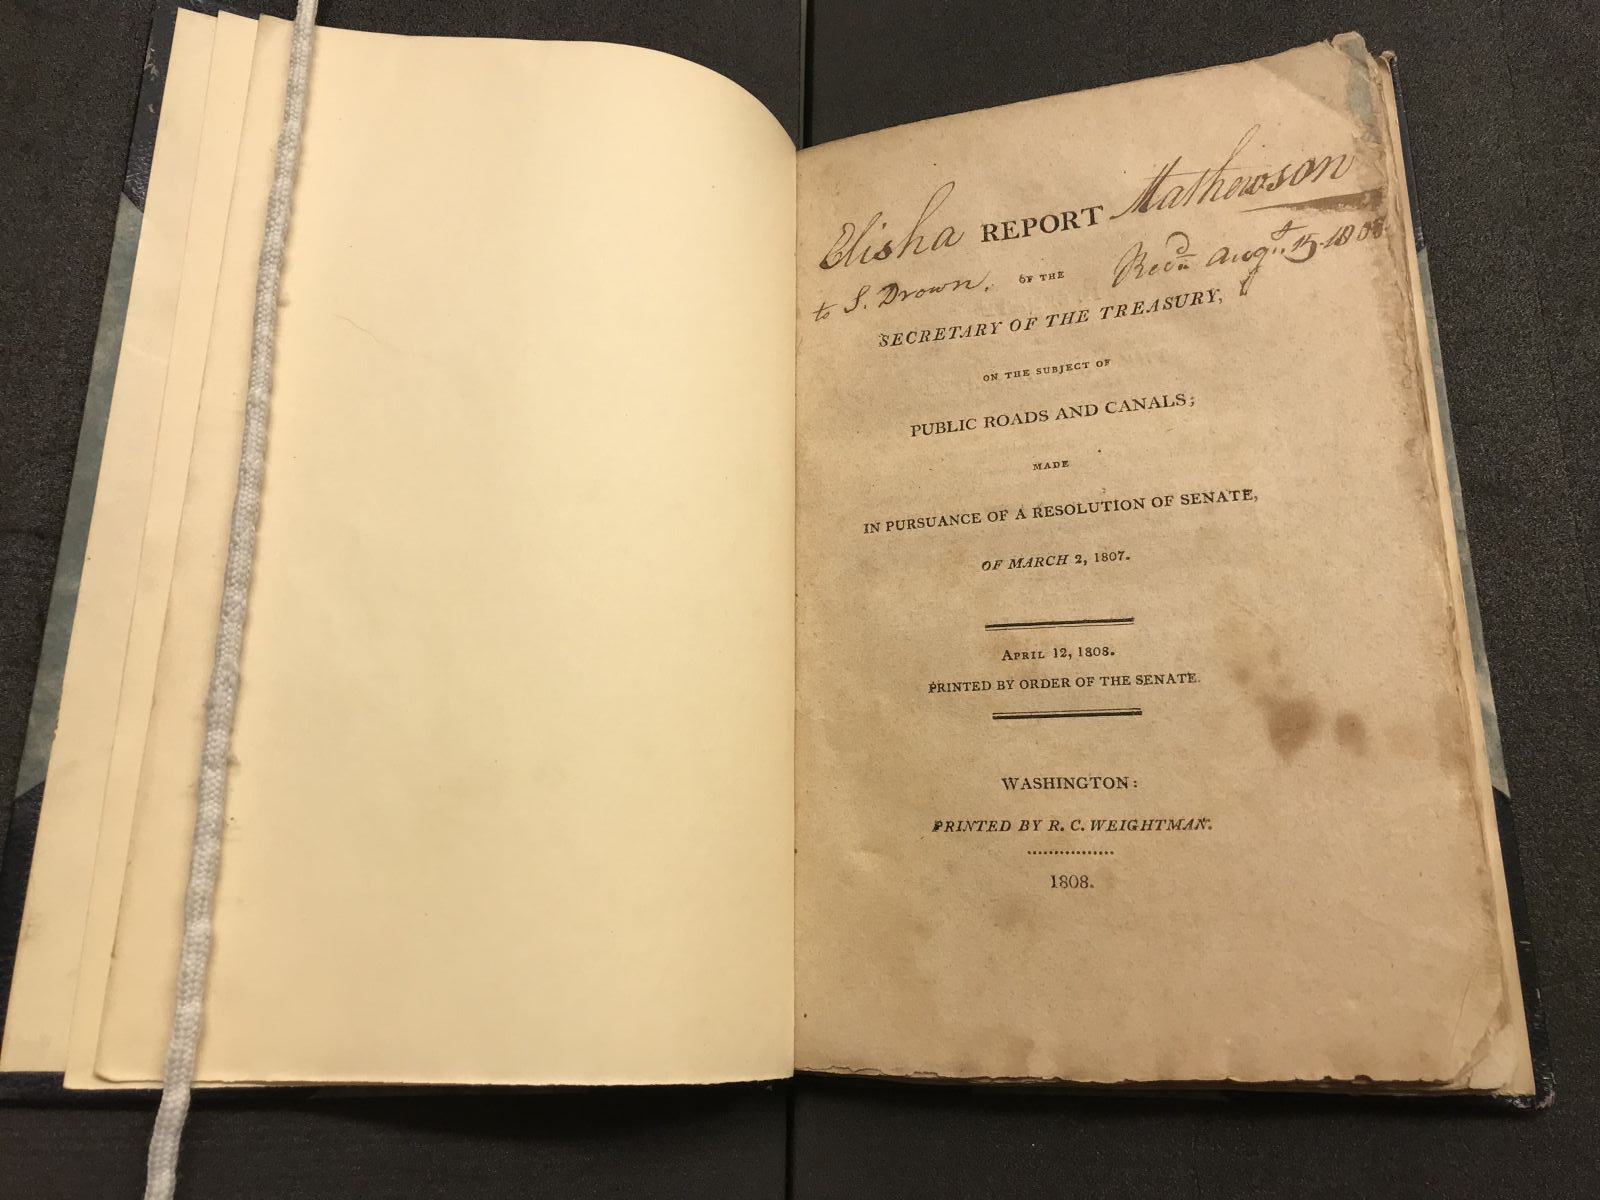 Elisha REPORT Mathewson
to S. Drown. OF THE Recd. Augt. 15 1808
SECRETARY OF THE TREASURY,
ON THE SUBJECT OF
PUBLIC ROADS AND CANALS;
MADE
IN PURSUANCE OF A RESOLUTION OF SENATE,
OF MARCH 2, 1807.
APRIL 12, 1808.
PRINTED BY ORDER OF THE SENATE.
WASHINGTON:
PRINTED BY R. C. WEIGHTMAN.
1808.